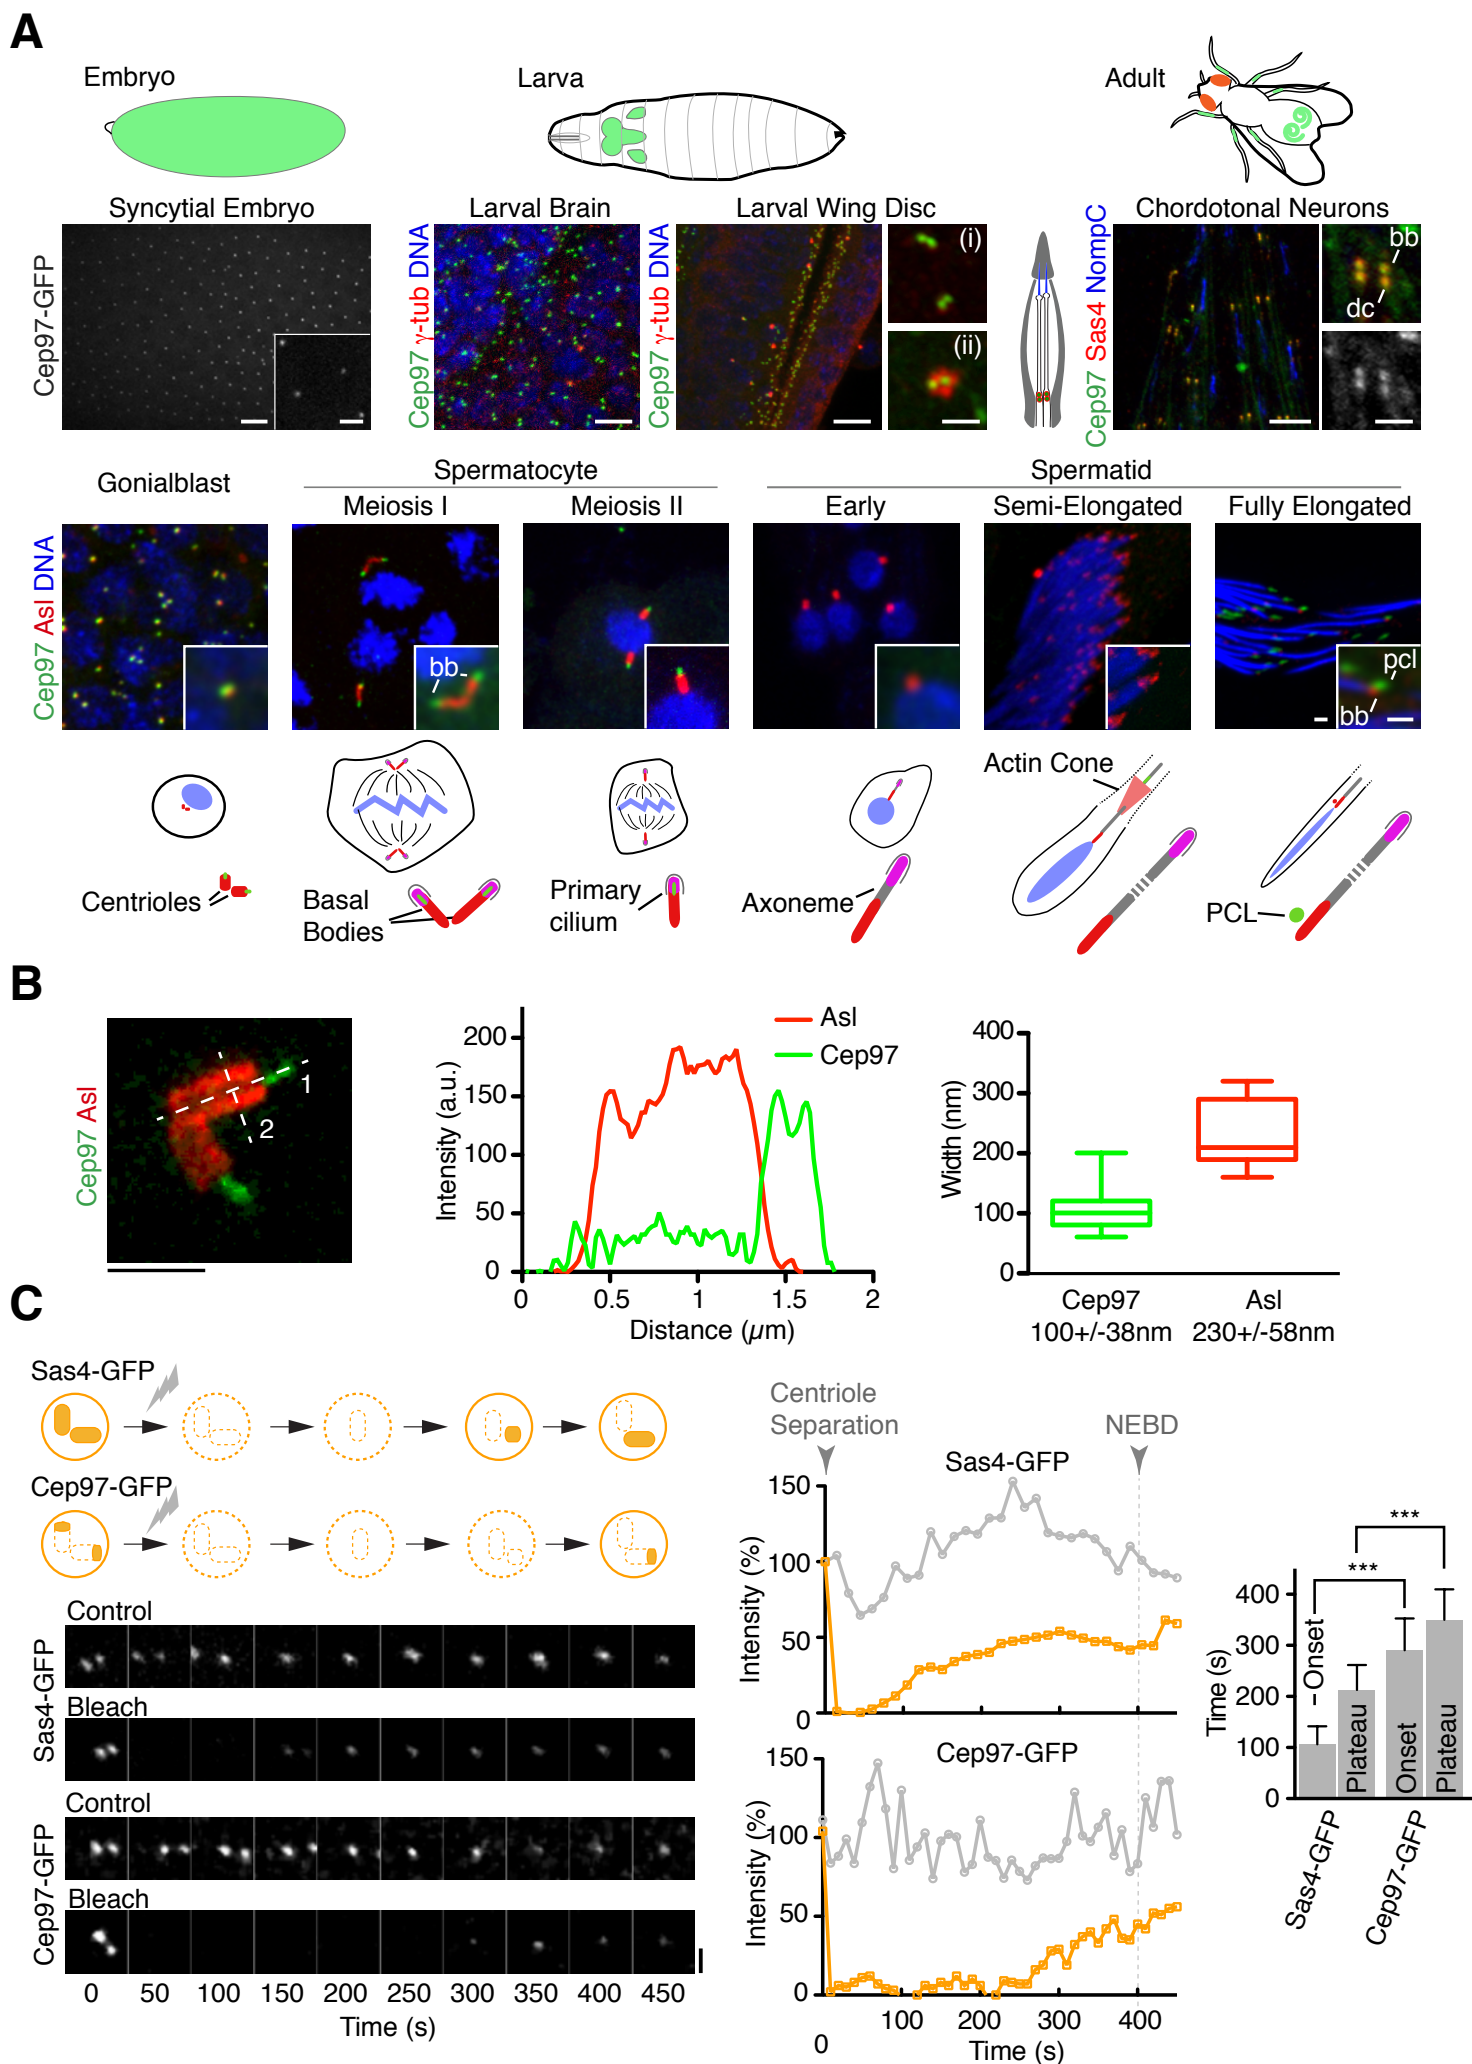 A
Embryo
Larva
Adult
Syncytial Embryo
Larval Brain
Larval Wing Disc
Chordotonal Neurons
Cep97-GFP
Cep97 γ-tub DNA
Cep97 γ-tub DNA
(i)
(ii)
Cep97 Sas4 NompC
bb
dc
Gonialblast
Spermatocyte
Spermatid
Meiosis I
Meiosis II
Early
Semi-Elongated
Fully Elongated
Cep97 Asl DNA
bb
pcl
bb
Actin Cone
Centrioles
Basal
Bodies
Primary
cilium
Axoneme
PCL
B
Cep97 Asl
1
2
Intensity (a.u.)
200
150
100
50
0
Asl
Cep97
0 0.5 1 1.5 2
Distance (µm)
Width (nm)
400
300
200
100
0
Cep97 Asl
100+/-38nm 230+/-58nm
C
Sas4-GFP
Cep97-GFP
Control
Sas4-GFP
Bleach
Control
Cep97-GFP
Bleach
0 50 100 150 200 250 300 350 400 450
Time (s)
Centriole
Separation
NEBD
Sas4-GFP
Intensity (%)
150
100
50
0
Cep97-GFP
Intensity (%)
150
100
50
0
0 100 200 300 400
Time (s)
***
***
Time (s)
400
300
200
100
0
Onset
Plateau
Onset
Plateau
Sas4-GFP
Cep97-GFP